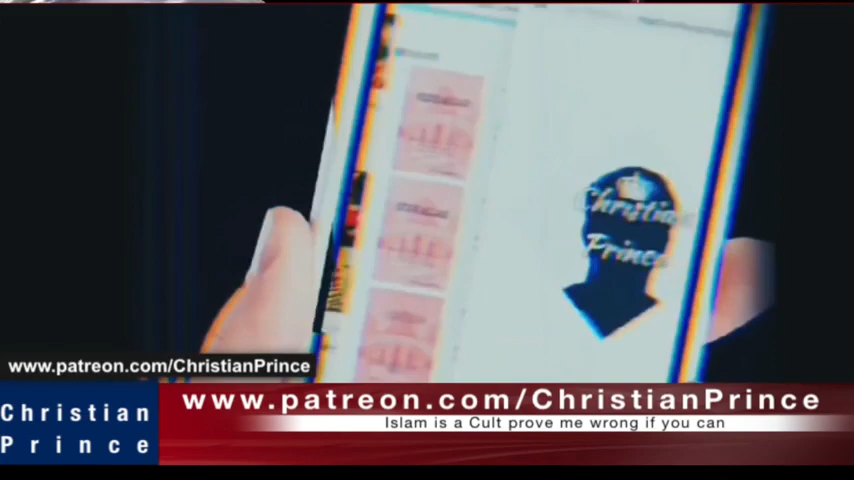 Christian
Prince
www.patreon.com/ChristianPrince
Christian
Prince
www.patreon.com/ChristianPrince
Islam is a Cult prove me wrong if you can